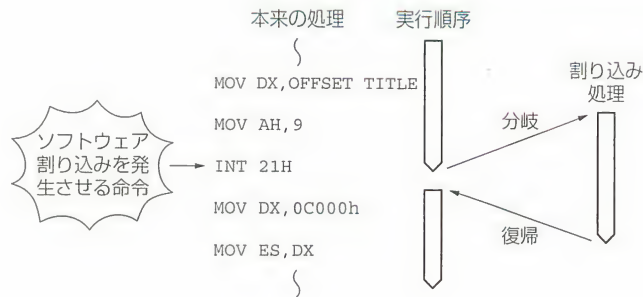 本来の処理
実行順序
MOV DX,OFFSET TITLE
MOV AH,9
INT 21H
MOV DX,0C000h
MOV ES,DX
ソフトウェア
割り込みを発
生させる命令
分岐
復帰
割り込み
処理